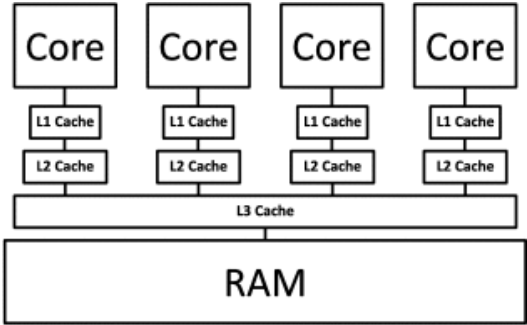 Core Core Core Core
L1 Cache L1 Cache L1 Cache L1 Cache
L2 Cache L2 Cache L2 Cache L2 Cache
L3 Cache
RAM